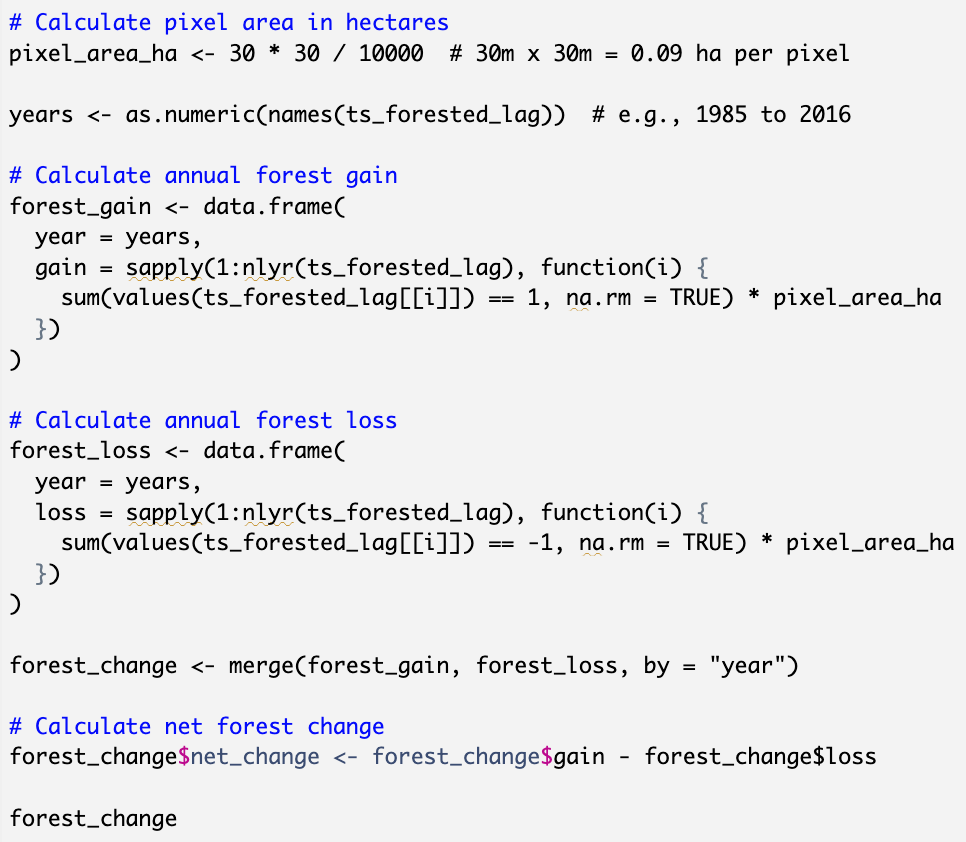 # Calculate pixel area in hectares
pixel_area_ha <- 30 * 30 / 10000  # 30m x 30m = 0.09 ha per pixel

years <- as.numeric(names(ts_forested_lag))  # e.g., 1985 to 2016

# Calculate annual forest gain
forest_gain <- data.frame(
  year = years,
  gain = sapply(1:nlyr(ts_forested_lag), function(i) {
    sum(values(ts_forested_lag[[i]]) == 1, na.rm = TRUE) * pixel_area_ha
  })
)

# Calculate annual forest loss
forest_loss <- data.frame(
  year = years,
  loss = sapply(1:nlyr(ts_forested_lag), function(i) {
    sum(values(ts_forested_lag[[i]]) == -1, na.rm = TRUE) * pixel_area_ha
  })
)

forest_change <- merge(forest_gain, forest_loss, by = "year")

# Calculate net forest change
forest_change$net_change <- forest_change$gain - forest_change$loss

forest_change